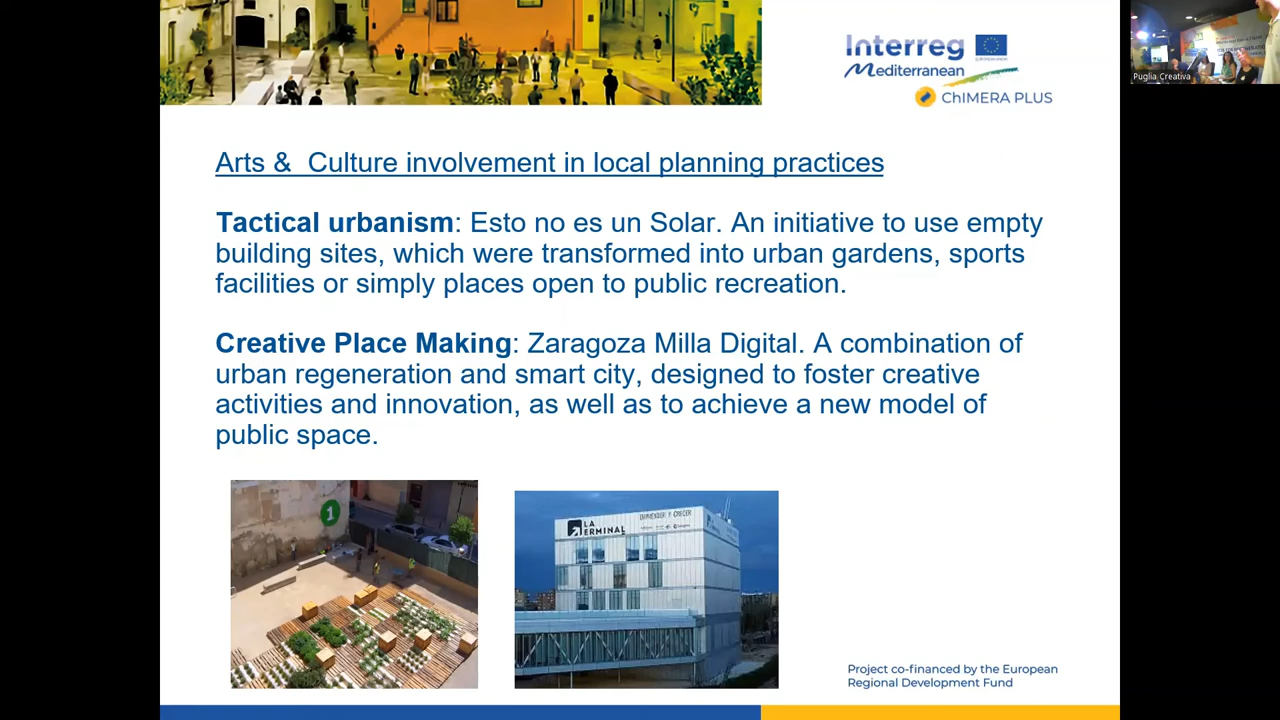 Interreg
Mediterranean
ChIMERA PLUS
Puglia Creativa
Arts & Culture involvement in local planning practices
Tactical urbanism: Esto no es un Solar. An initiative to use empty
building sites, which were transformed into urban gardens, sports
facilities or simply places open to public recreation.
Creative Place Making: Zaragoza Milla Digital. A combination of
urban regeneration and smart city, designed to foster creative
activities and innovation, as well as to achieve a new model of
public space.
1
LA
TERMINAL
EMPRENDER Y CRECER
Project co-financed by the European
Regional Development Fund